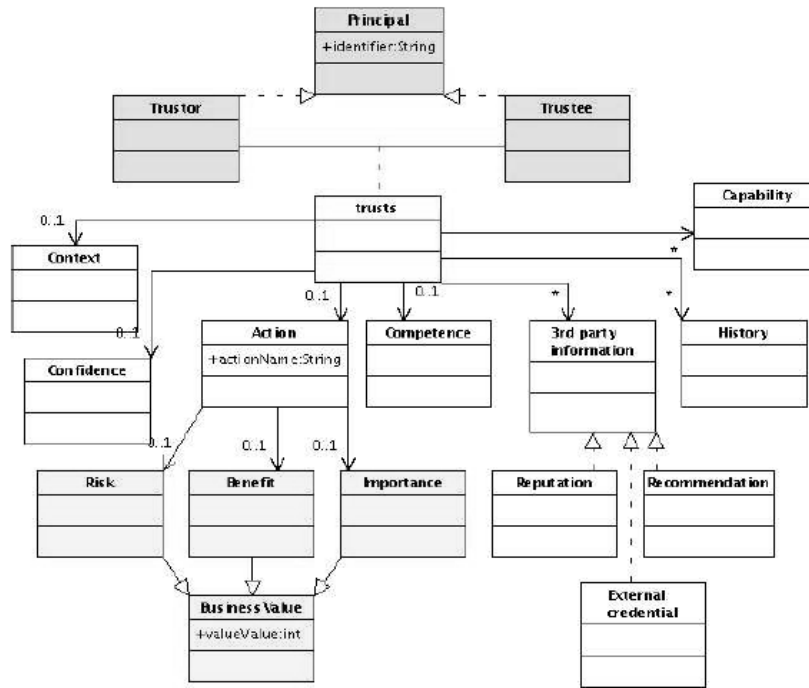 Principal
+identifier:String
Trustor
Trustee
trusts
Capability
0..1
Context
*
0..1
0..1
*
*
0..1
Action
+actionName:String
Competence
3rd party
information
History
Confidence
0..1
0..1
0..1
Risk
Benefit
Importance
Reputation
Recommendation
Business Value
+valueValue:int
External
credential